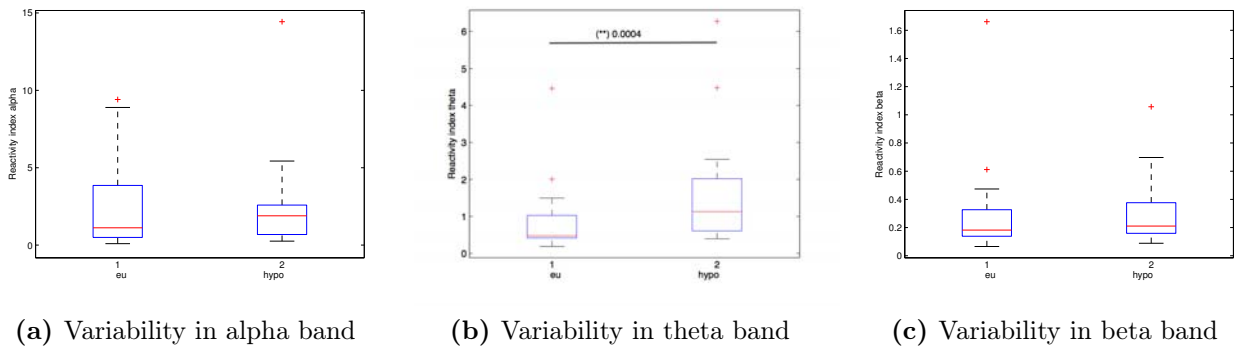 15
10
5
0
Reactivity index alpha
1
2
eu
hypo
6
5
4
3
2
1
0
Reactivity index theta
(**) 0.0004
1
2
eu
hypo
1.6
1.4
1.2
1
0.8
0.6
0.4
0.2
0
Reactivity index beta
1
2
eu
hypo
(a) Variability in alpha band
(b) Variability in theta band
(c) Variability in beta band